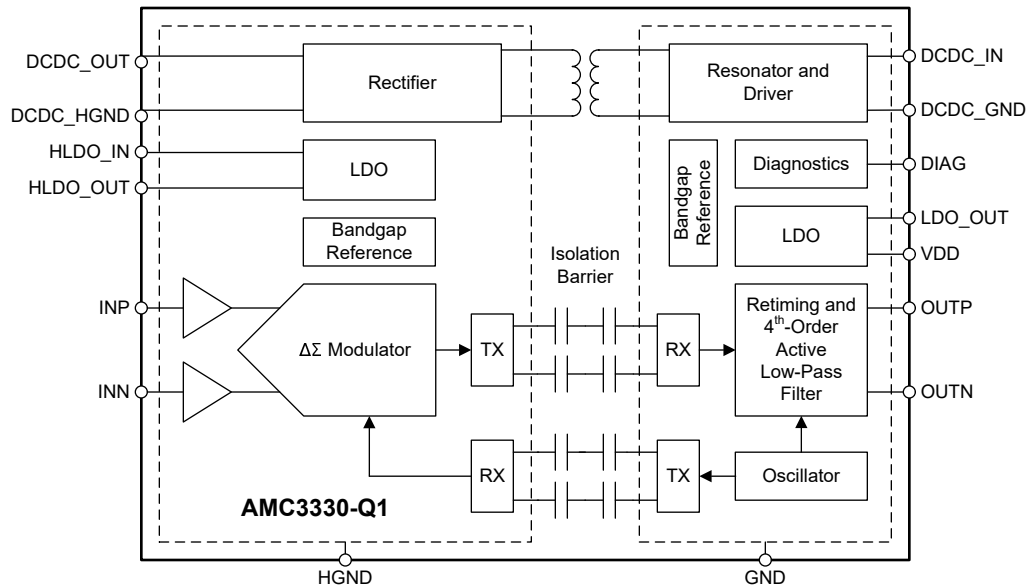 DCDC_OUT
DCDC_HGND
HLDO_IN
HLDO_OUT
INP
INN
Rectifier
LDO
Bandgap
Reference
ΔΣ Modulator
TX
RX
AMC3330-Q1
HGND
Isolation
Barrier
Resonator and
Driver
Bandgap
Reference
Diagnostics
LDO
RX
Retiming and
4th-Order
Active
Low-Pass
Filter
TX
Oscillator
DCDC_IN
DCDC_GND
DIAG
LDO_OUT
VDD
OUTP
OUTN
GND